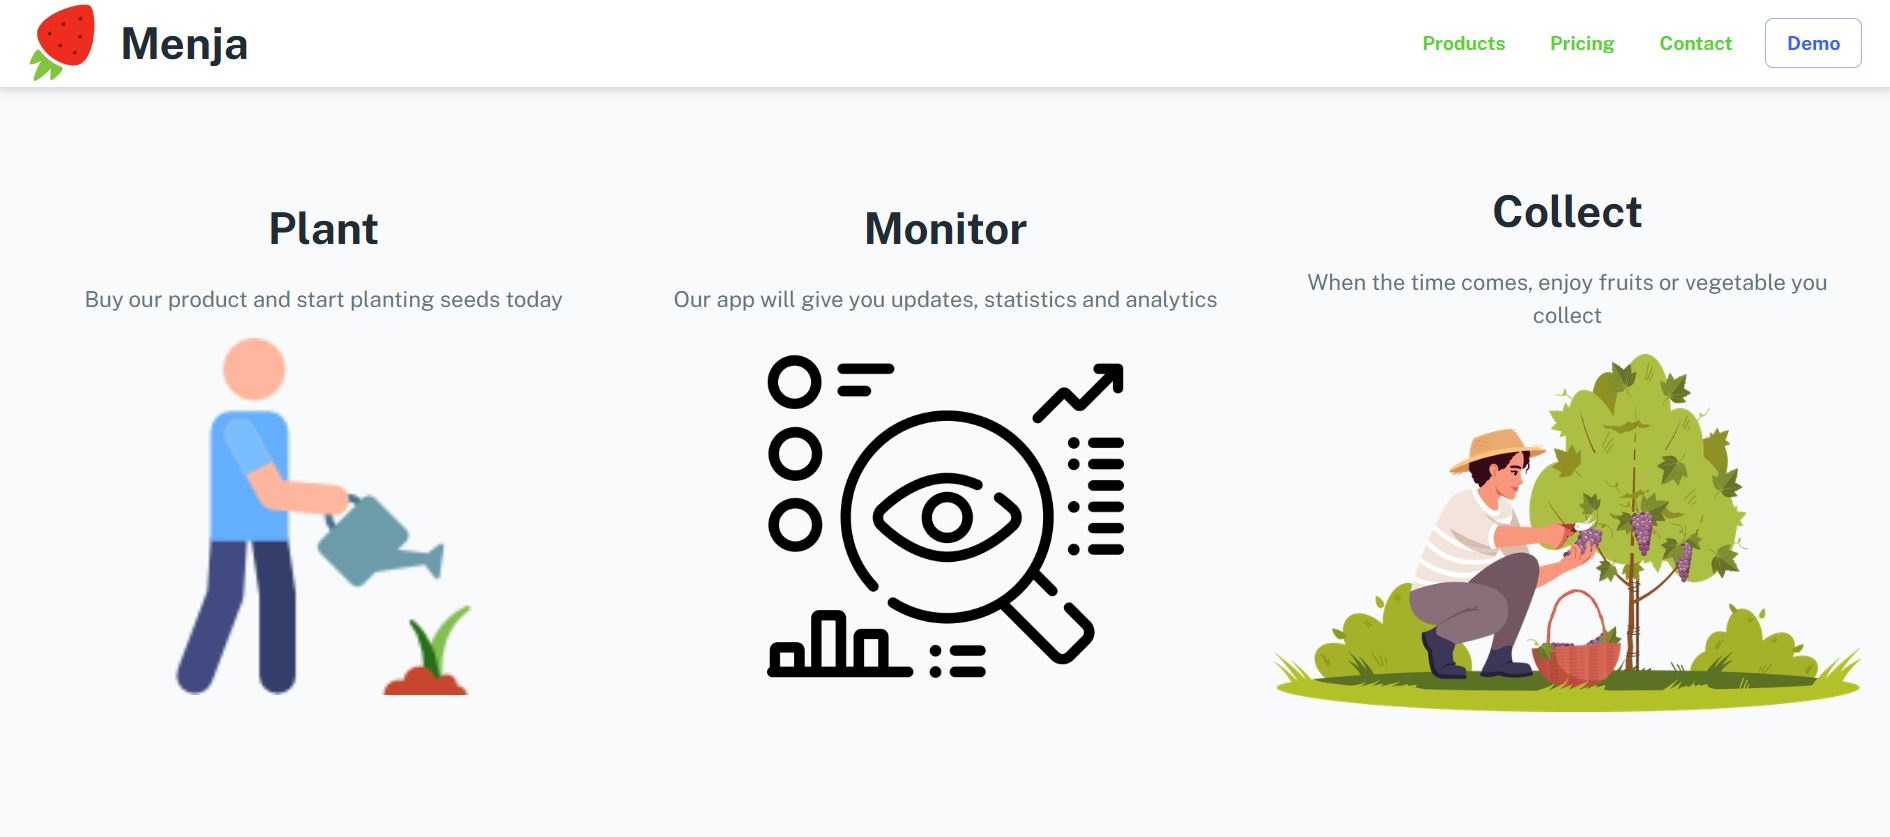 Menja
Products
Pricing
Contact
Demo
Plant
Buy our product and start planting seeds today
Monitor
Our app will give you updates, statistics and analytics
Collect
When the time comes, enjoy fruits or vegetable you
collect